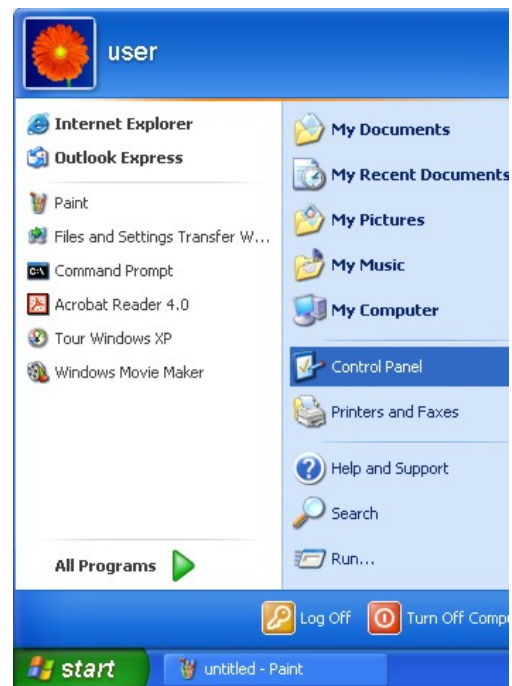 user
Internet Explorer
Outlook Express
Paint
Files and Settings Transfer W...
C:\
Command Prompt
Acrobat Reader 4.0
Tour Windows XP
Windows Movie Maker
All Programs
My Documents
My Recent Documents
My Pictures
My Music
My Computer
Control Panel
Printers and Faxes
Help and Support
Search
Run...
Log Off
Turn Off Compu
start
untitled - Paint